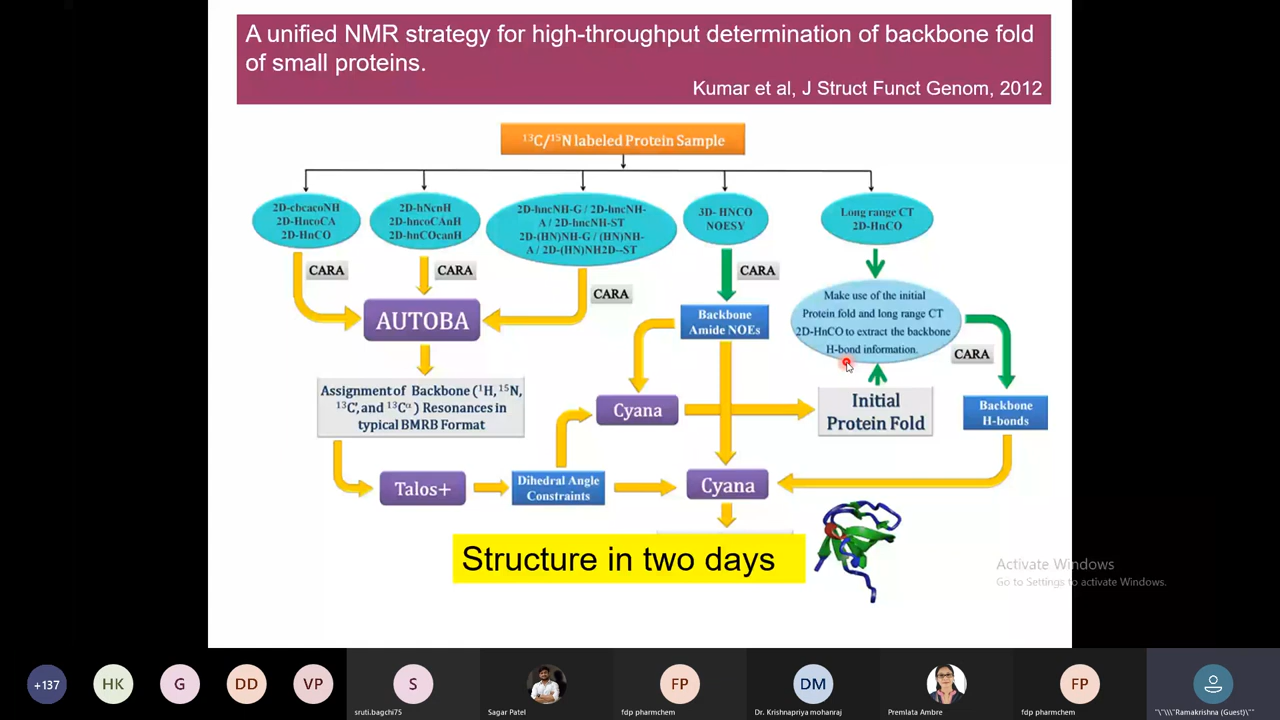 A unified NMR strategy for high-throughput determination of backbone fold
of small proteins.
Kumar et al, J Struct Funct Genom, 2012
¹³C/¹⁵N labeled Protein Sample
2D-cbcacoNH
2D-HncoCA
2D-HnCO
2D-hNcnH
2D-hncoCAnH
2D-hnCOcanH
2D-hncNH-G / 2D-hncNH-
A / 2D-hncNH-ST
2D-(HN)NH-G / (HN)NH-
A / 2D-(HN)NH2D--ST
3D- HNCO
NOESY
Long range CT
2D-HnCO
CARA
CARA
CARA
CARA
AUTOBA
Backbone
Amide NOEs
Make use of the initial
Protein fold and long range CT
2D-HnCO to extract the backbone
H-bond information.
CARA
Assignment of Backbone (¹H, ¹⁵N,
¹³C', and ¹³Cᵅ) Resonances in
typical BMRB Format
Cyana
Initial
Protein Fold
Backbone
H-bonds
Talos+
Dihedral Angle
Constraints
Cyana
Structure in two days
Activate Windows
Go to Settings to activate Windows.
+137
HK
G
DD
VP
S
FP
DM
FP
sruti.bagchi75
Sagar Patel
fdp pharmchem
Dr. Krishnapriya mohanraj
Premlata Ambre
fdp pharmchem
"\"\\\"Ramakrishna (Guest)\""